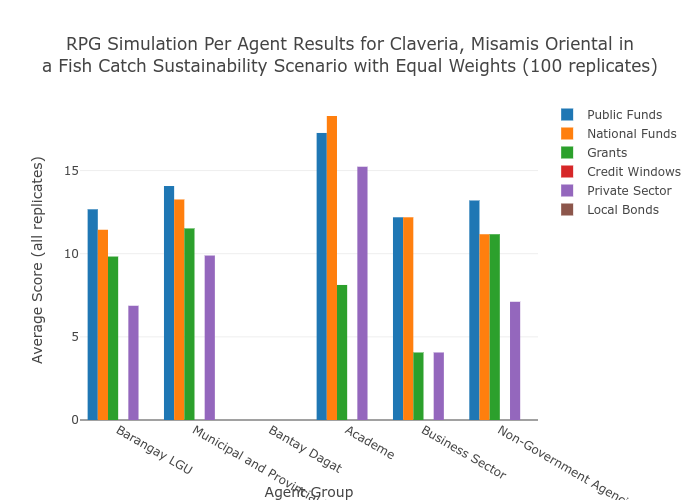 RPG Simulation Per Agent Results for Claveria, Misamis Oriental in
a Fish Catch Sustainability Scenario with Equal Weights (100 replicates)
Public Funds
National Funds
Grants
Credit Windows
Private Sector
Local Bonds
Average Score (all replicates)
15
10
5
0
Barangay LGU
Municipal and
Bantay Dagat
Academe
Business Sector
Non-Government
Agent Group